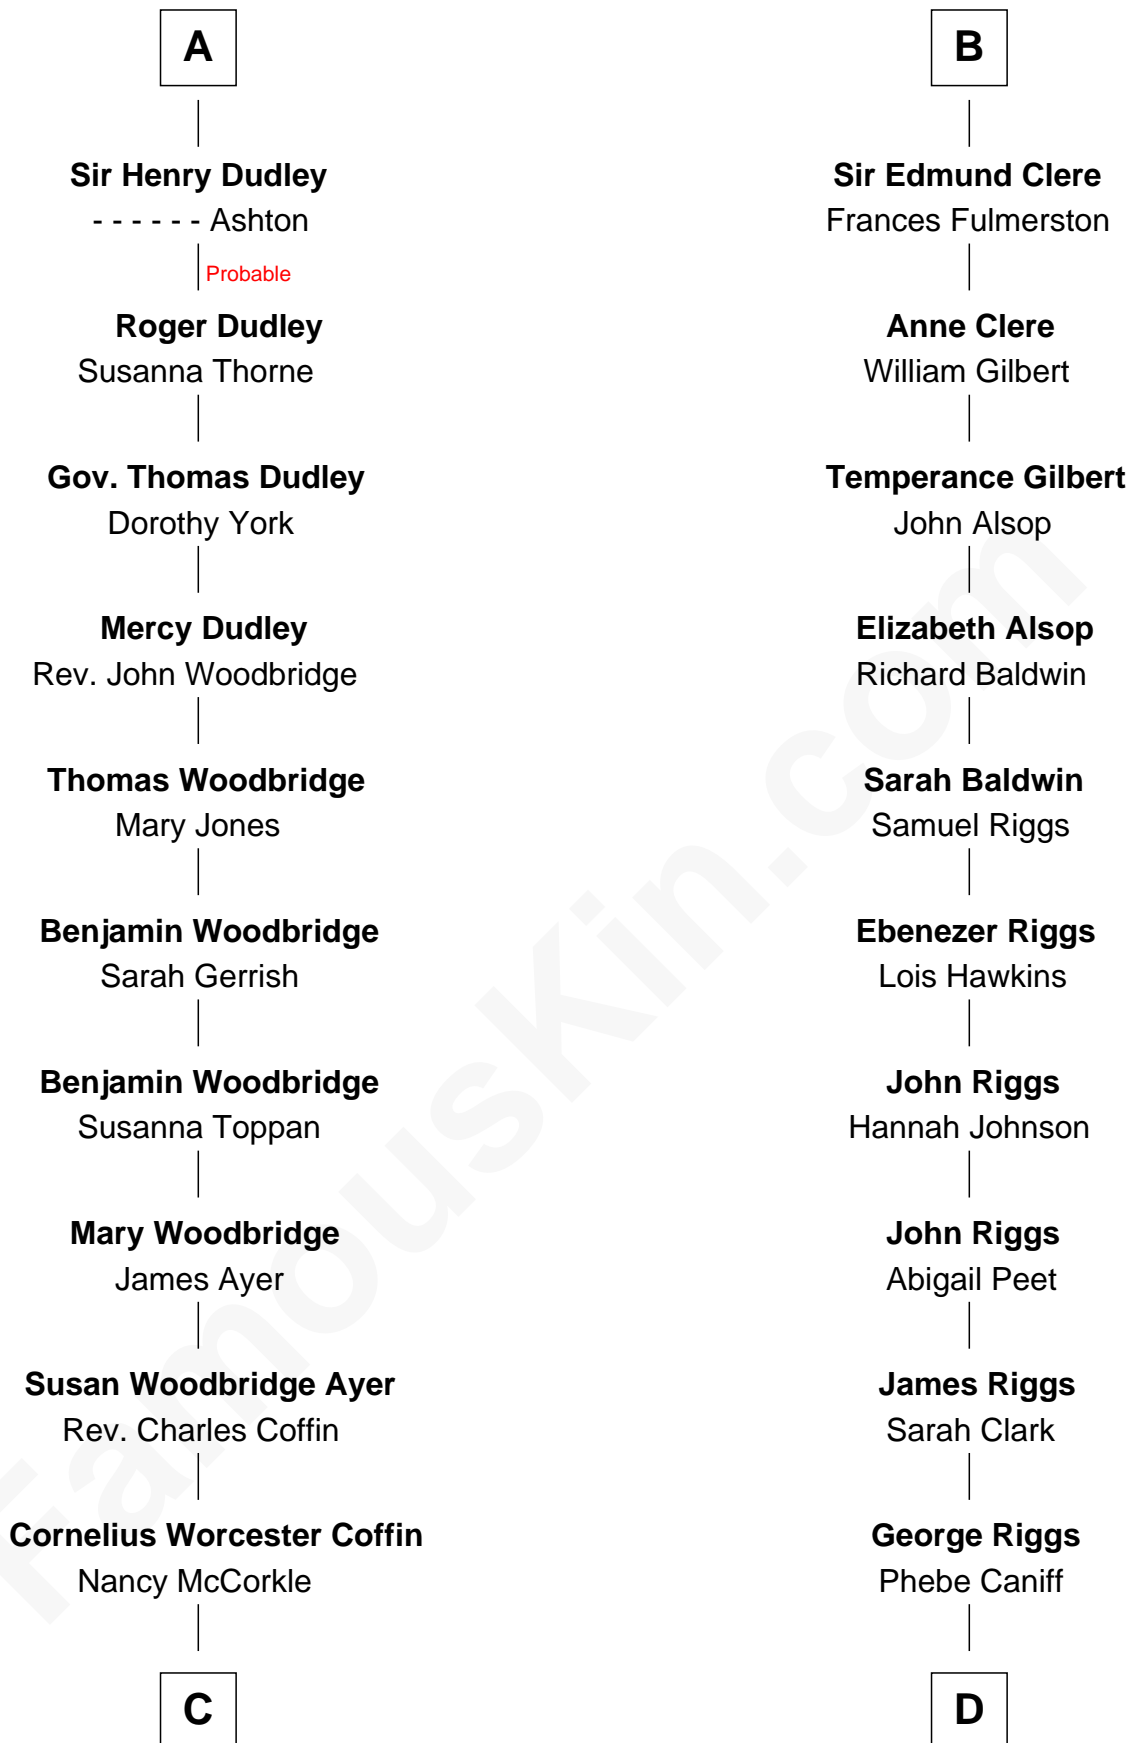 A
Sir Henry Dudley
- - - - - - Ashton
Probable
Roger Dudley
Susanna Thorne
Gov. Thomas Dudley
Dorothy York
Mercy Dudley
Rev. John Woodbridge
Thomas Woodbridge
Mary Jones
Benjamin Woodbridge
Sarah Gerrish
Benjamin Woodbridge
Susanna Toppan
Mary Woodbridge
James Ayer
Susan Woodbridge Ayer
Rev. Charles Coffin
Cornelius Worcester Coffin
Nancy McCorkle
C
B
Sir Edmund Clere
Frances Fulmerston
Anne Clere
William Gilbert
Temperance Gilbert
John Alsop
Elizabeth Alsop
Richard Baldwin
Sarah Baldwin
Samuel Riggs
Ebenezer Riggs
Lois Hawkins
John Riggs
Hannah Johnson
John Riggs
Abigail Peet
James Riggs
Sarah Clark
George Riggs
Phebe Caniff
D
FamousKin.com